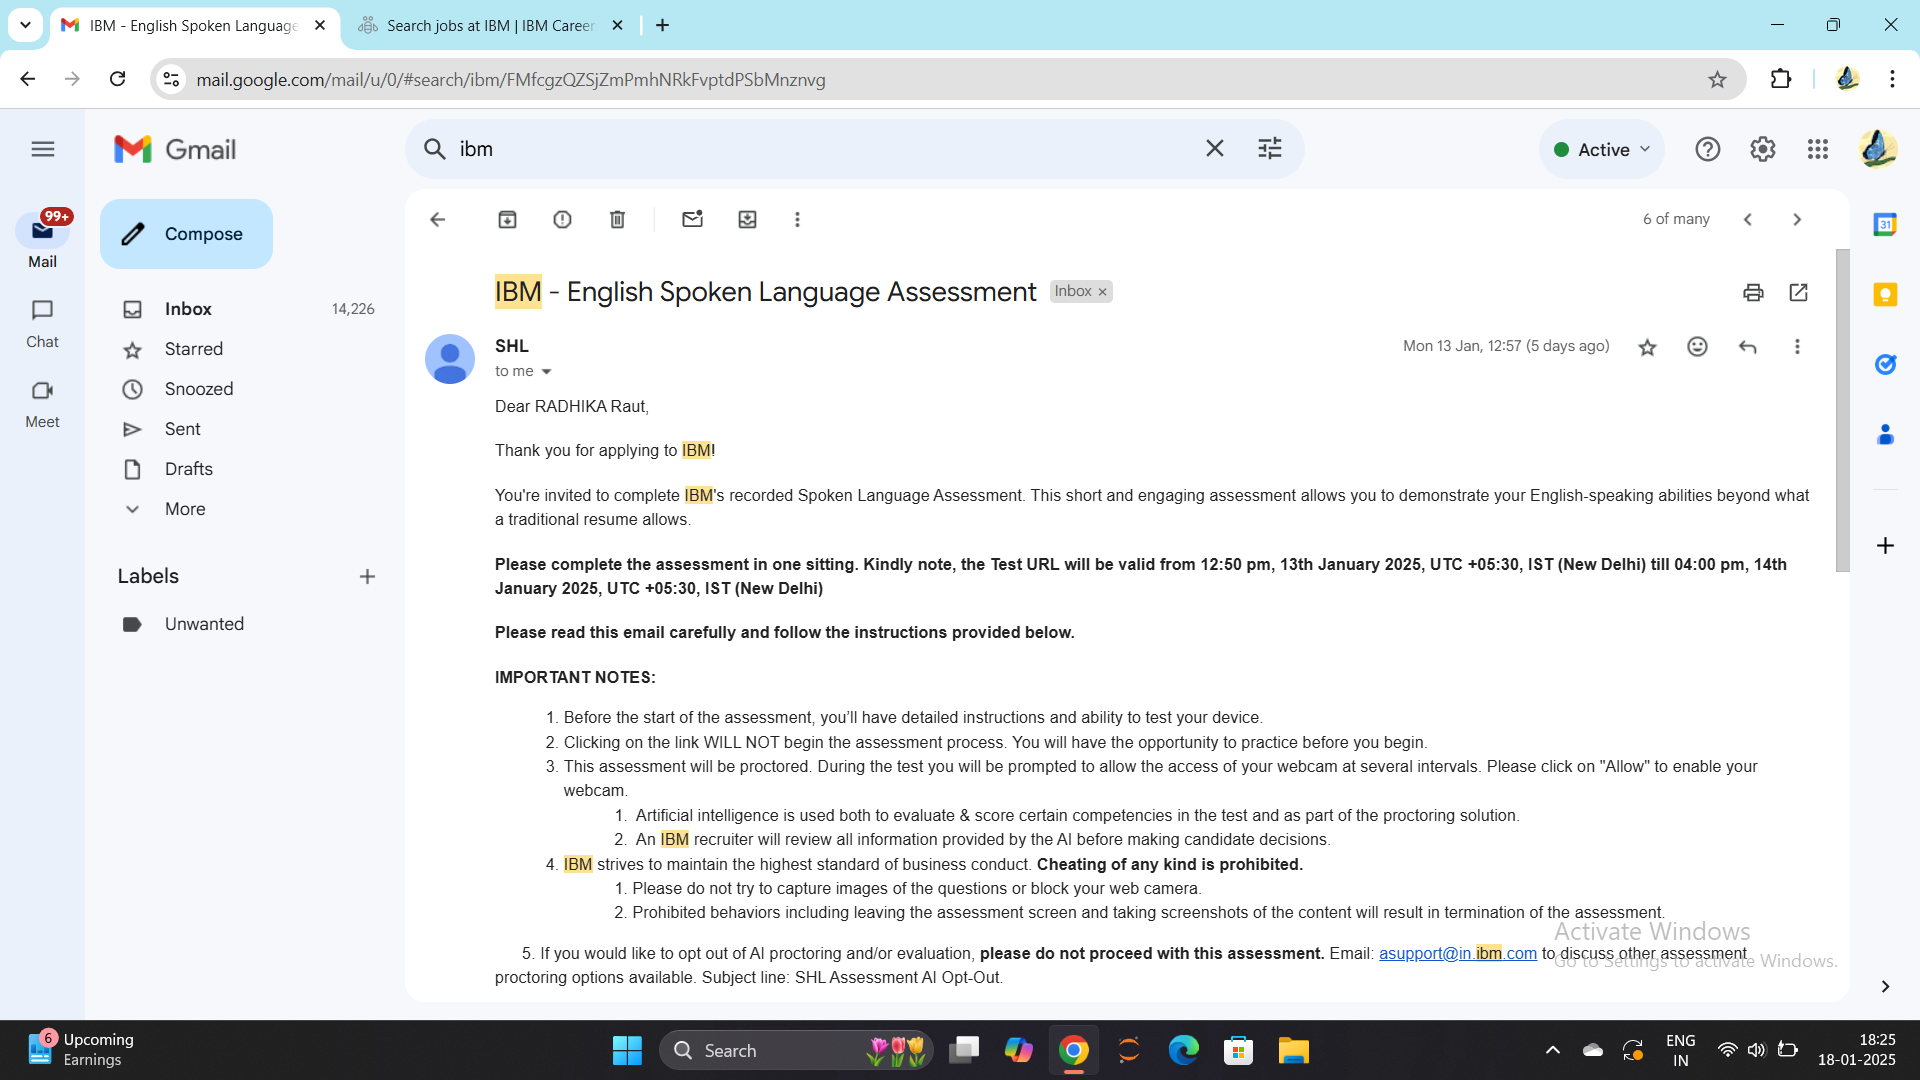 IBM - English Spoken Language
Search jobs at IBM | IBM Career
mail.google.com/mail/u/0/#search/ibm/FMfcgzQZSjZmPmhNRkFvptdPSbMnznvg
Gmail
ibm
Active
99+
Mail
Compose
6 of many
31
Chat
Meet
Inbox 14,226
Starred
Snoozed
Sent
Drafts
More
Labels
Unwanted
IBM - English Spoken Language Assessment Inbox ×
SHL
Mon 13 Jan, 12:57 (5 days ago)
to me
Dear RADHIKA Raut,
Thank you for applying to IBM!
You're invited to complete IBM's recorded Spoken Language Assessment. This short and engaging assessment allows you to demonstrate your English-speaking abilities beyond what
a traditional resume allows.
Please complete the assessment in one sitting. Kindly note, the Test URL will be valid from 12:50 pm, 13th January 2025, UTC +05:30, IST (New Delhi) till 04:00 pm, 14th
January 2025, UTC +05:30, IST (New Delhi)
Please read this email carefully and follow the instructions provided below.
IMPORTANT NOTES:
1. Before the start of the assessment, you’ll have detailed instructions and ability to test your device.
2. Clicking on the link WILL NOT begin the assessment process. You will have the opportunity to practice before you begin.
3. This assessment will be proctored. During the test you will be prompted to allow the access of your webcam at several intervals. Please click on "Allow" to enable your
webcam.
1. Artificial intelligence is used both to evaluate & score certain competencies in the test and as part of the proctoring solution.
2. An IBM recruiter will review all information provided by the AI before making candidate decisions.
4. IBM strives to maintain the highest standard of business conduct. Cheating of any kind is prohibited.
1. Please do not try to capture images of the questions or block your web camera.
2. Prohibited behaviors including leaving the assessment screen and taking screenshots of the content will result in termination of the assessment.
5. If you would like to opt out of AI proctoring and/or evaluation, please do not proceed with this assessment. Email: asupport@in.ibm.com to discuss other assessment
proctoring options available. Subject line: SHL Assessment AI Opt-Out.
Activate Windows
Go to Settings to activate Windows.
6
Upcoming
Earnings
Search
ENG
IN
18:25
18-01-2025